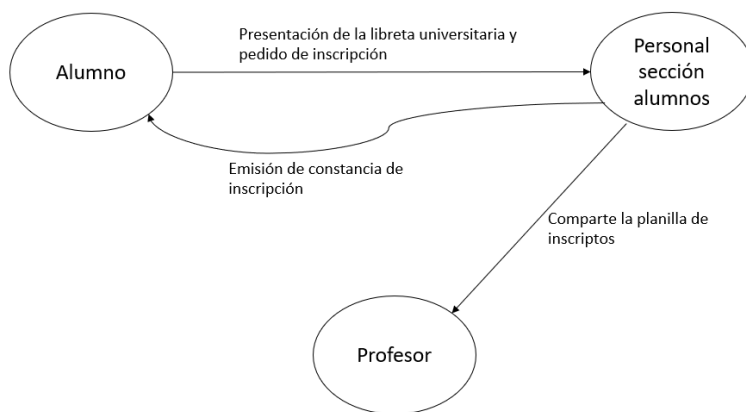 Alumno
Presentación de la libreta universitaria y
pedido de inscripción
Personal
sección
alumnos
Emisión de constancia de
inscripción
Comparte la planilla de
inscriptos
Profesor